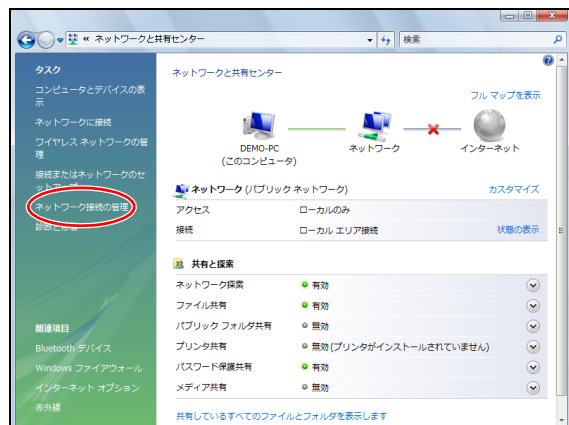 « ネットワークと共有センター
検索
タスク
コンピュータとデバイスの表
示
ネットワークに接続
ワイヤレス ネットワークの管
理
接続またはネットワークのセ
ットアップ
ネットワーク接続の管理
診断と修復
関連項目
Bluetooth デバイス
Windows ファイアウォール
インターネット オプション
赤外線
ネットワークと共有センター
フル マップを表示
DEMO-PC
(このコンピュータ)
ネットワーク
インターネット
ネットワーク (パブリック ネットワーク)
カスタマイズ
アクセス
ローカルのみ
接続
ローカル エリア接続
状態の表示
共有と探索
ネットワーク探索
有効
ファイル共有
有効
パブリック フォルダ共有
無効
プリンタ共有
無効 (プリンタがインストールされていません)
パスワード保護共有
有効
メディア共有
無効
共有しているすべてのファイルとフォルダを表示します